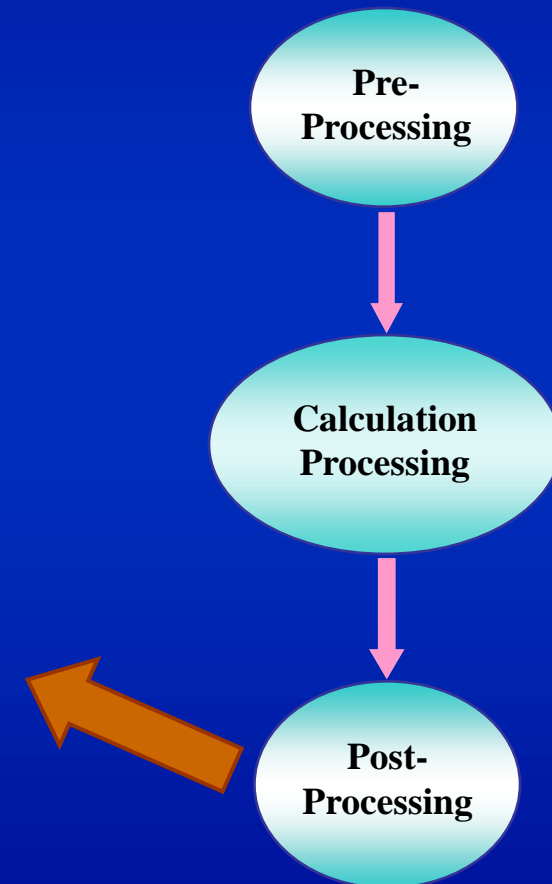 Pre-
Processing
Calculation
Processing
Post-
Processing